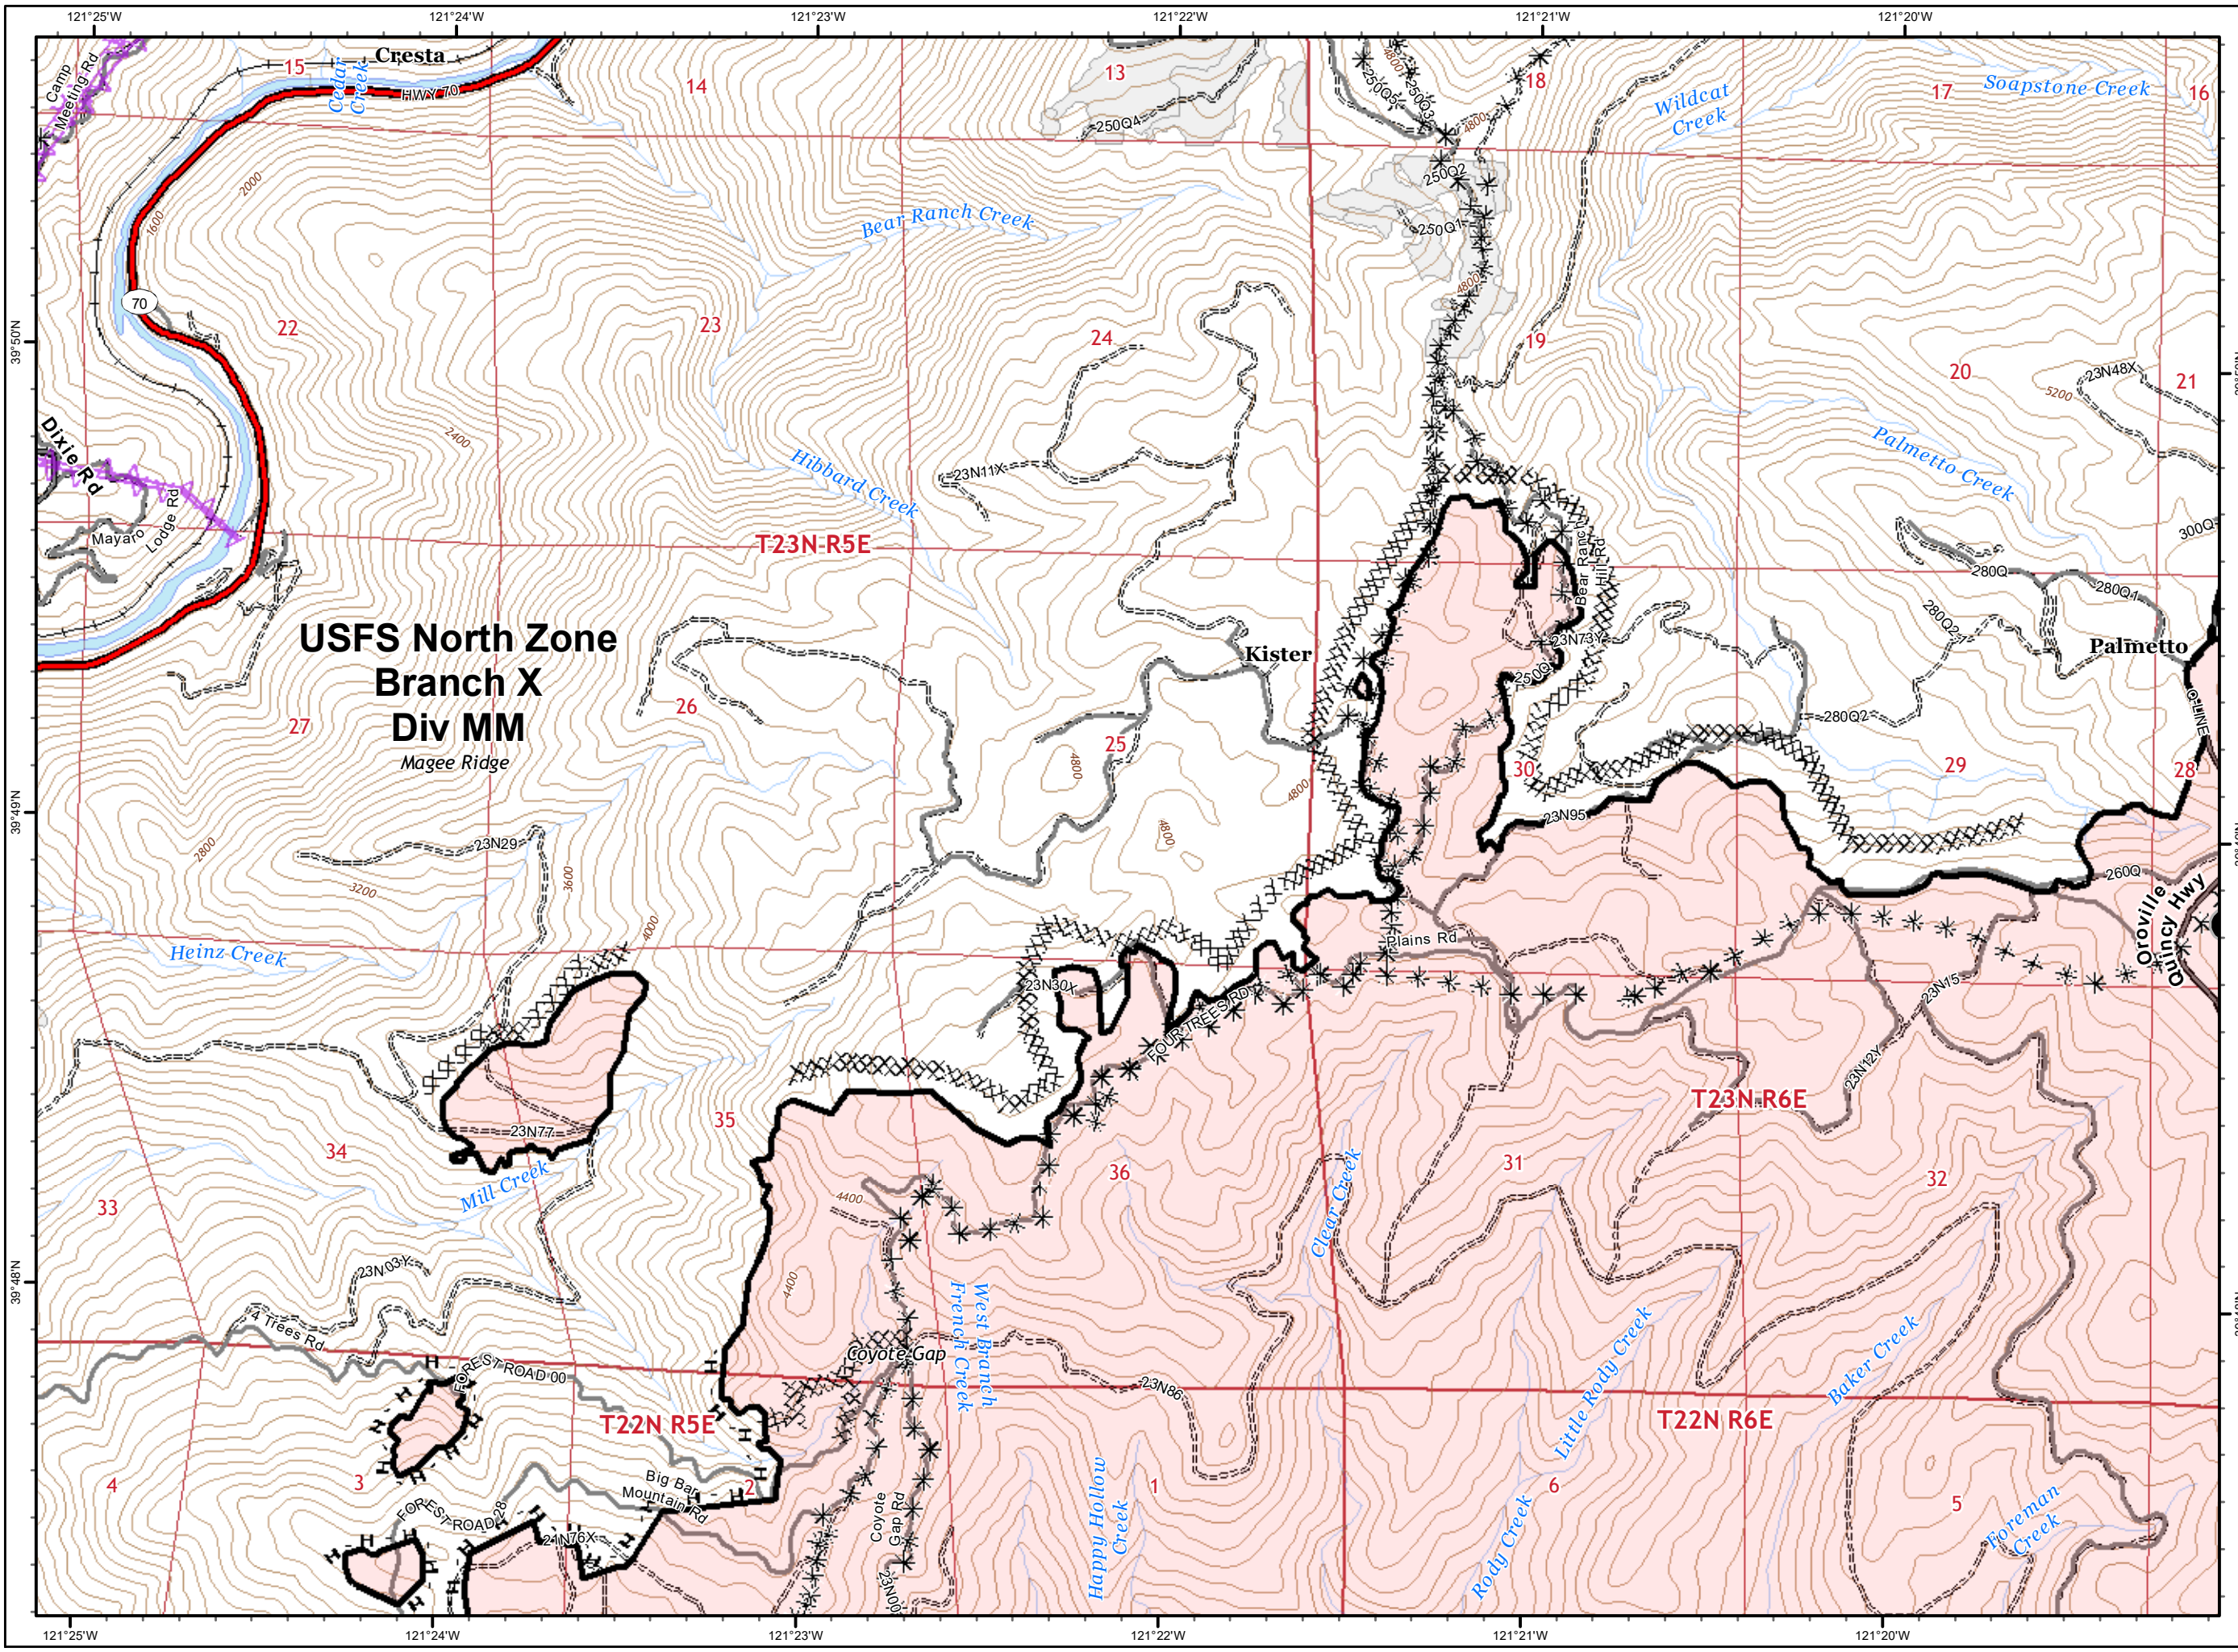 121°25'W
121°24'W
121°23'W
121°22'W
121°21'W
121°20'W
Camp
Meeting Rd
15
Cedar
Creek
Cresta
HWY 70
14
13
250Q4
250Q5
4800
250Q3
18
4800
Wildcat
Creek
17
Soapstone Creek
16
2000
1600
250Q2
250Q1
4800
Bear Ranch Creek
70
22
23
24
19
20
21
39°50'N
23N48X
5200
Dixie Rd
2400
Hibbard Creek
23N11X
Palmetto Creek
Mayaro
Lodge Rd
T23N R5E
300Q
Bear Ranch
Hill Rd
280Q
280Q1
280Q2
USFS North Zone
Branch X
Div MM
Magee Ridge
Kister
23N73Y
250Q
Palmetto
Q-LINE
26
27
25
4800
4800
280Q2
30
29
28
39°49'N
2800
23N29
3200
3600
4800
23N95
260Q
Oroville
Quincy Hwy
4000
Heinz Creek
Plains Rd
23N30X
FOUR TREES RD
23N15
23N12Y
T23N R6E
35
23N77
34
36
31
32
33
Mill Creek
4400
Clear Creek
4400
39°48'N
23N03Y
4 Trees Rd
FOREST ROAD 00
West Branch
French Creek
Coyote Gap
23N86
Little Rody Creek
Baker Creek
T22N R5E
T22N R6E
4
3
2
1
6
5
Big Bar
Mountain Rd
FOREST ROAD 28
21N76X
Coyote
Gap Rd
23N00
Happy Hollow
Creek
Rody Creek
Foreman
Creek
121°25'W
121°24'W
121°23'W
121°22'W
121°21'W
121°20'W